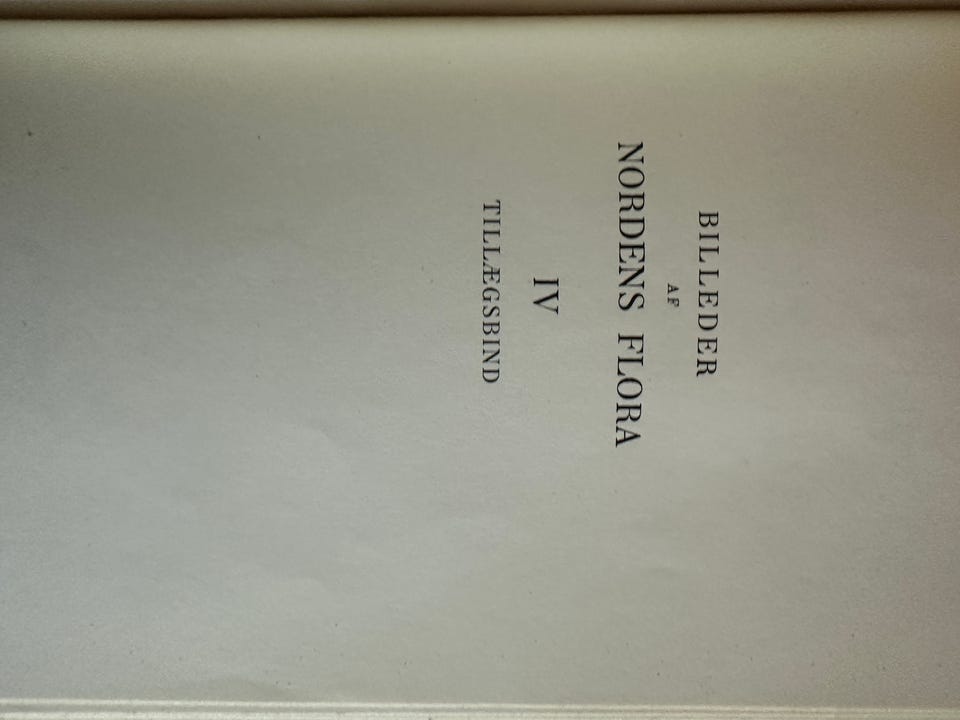 BILLEDER
AF
NORDENS FLORA
IV
TILLÆGSBIND